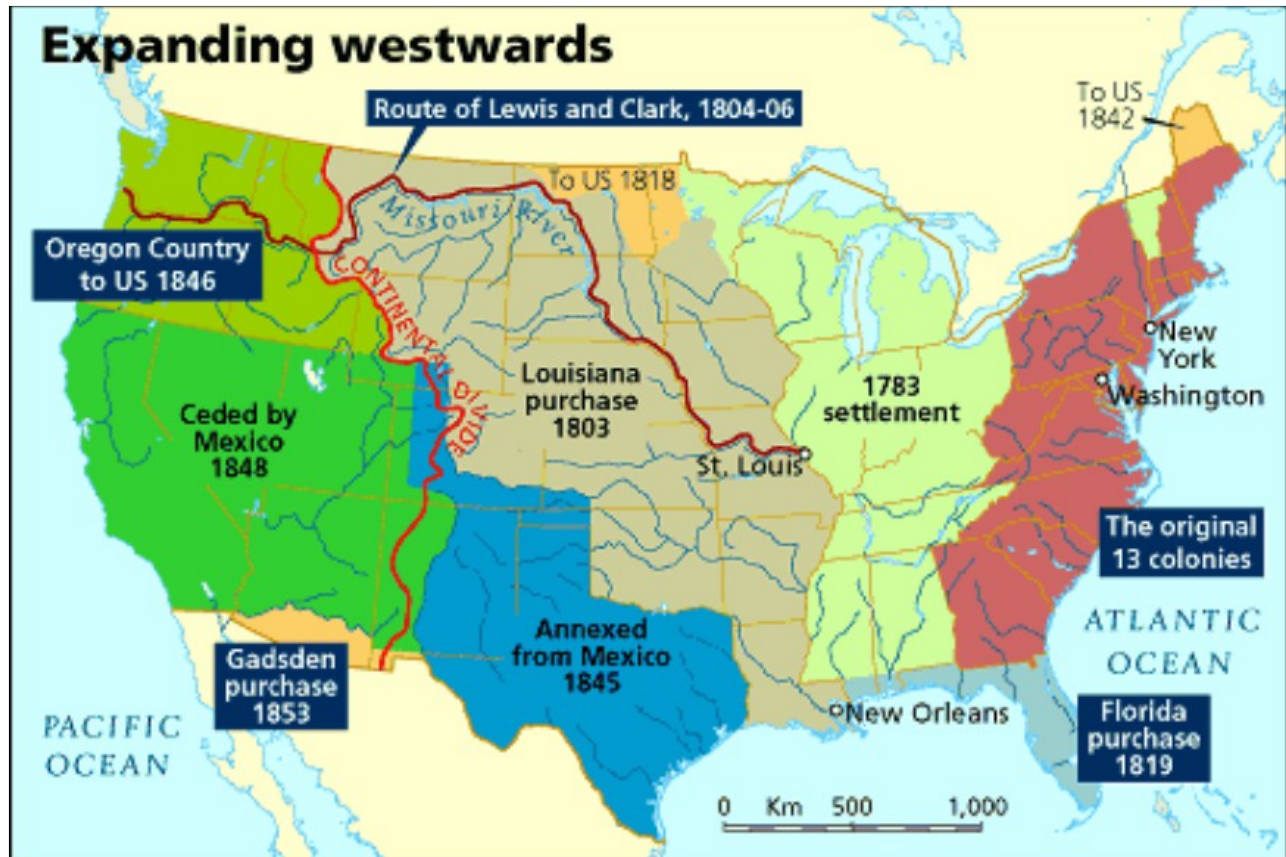 Expanding westwards
Route of Lewis and Clark, 1804-06
To US
1842
To US 1818
Missouri River
Oregon Country
to US 1846
CONTINENTAL DIVIDE
Louisiana
purchase
1803
1783
settlement
New
York
Washington
Ceded by
Mexico
1848
St. Louis
The original
13 colonies
Annexed
from Mexico
1845
ATLANTIC
OCEAN
Gadsden
purchase
1853
New Orleans
Florida
purchase
1819
PACIFIC
OCEAN
0 Km 500 1,000